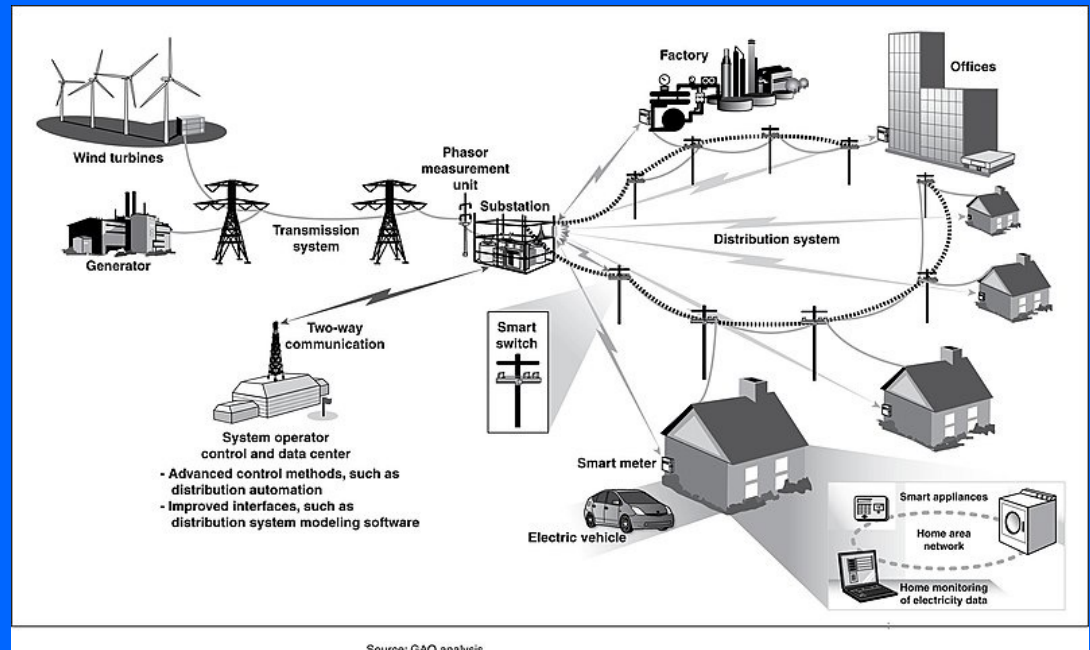 Factory
Offices
Wind turbines
Phasor
measurement
unit
Substation
Transmission
system
Generator
Distribution system
Two-way
communication
Smart
switch
System operator
control and data center
- Advanced control methods, such as
distribution automation
- Improved interfaces, such as
distribution system modeling software
Smart meter
Electric vehicle
Smart appliances
Home area
network
Home monitoring
of electricity data
Source: GAO analysis